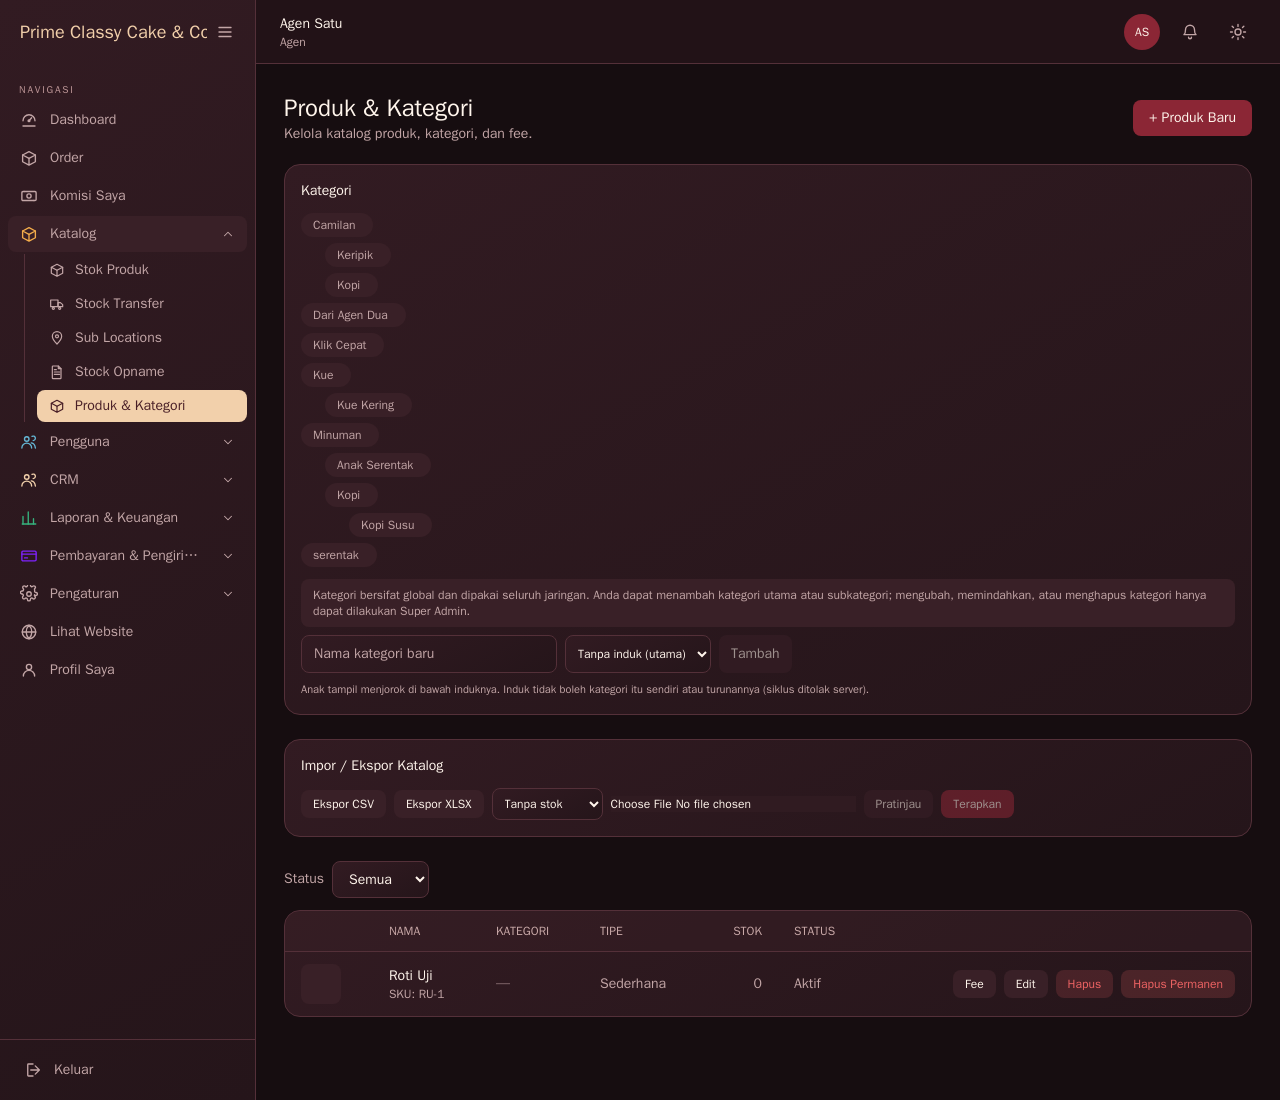 Prime Classy Cake & Co
Agen Satu
Agen
AS
NAVIGASI
Dashboard
Order
Komisi Saya
Katalog
Stok Produk
Stock Transfer
Sub Locations
Stock Opname
Produk & Kategori
Pengguna
CRM
Laporan & Keuangan
Pembayaran & Pengiri...
Pengaturan
Lihat Website
Profil Saya
Keluar
Produk & Kategori
Kelola katalog produk, kategori, dan fee.
+ Produk Baru
Kategori
Camilan
Keripik
Kopi
Dari Agen Dua
Klik Cepat
Kue
Kue Kering
Minuman
Anak Serentak
Kopi
Kopi Susu
serentak
Kategori bersifat global dan dipakai seluruh jaringan. Anda dapat menambah kategori utama atau subkategori; mengubah, memindahkan, atau menghapus kategori hanya
dapat dilakukan Super Admin.
Nama kategori baru Tanpa induk (utama) Tambah
Anak tampil menjorok di bawah induknya. Induk tidak boleh kategori itu sendiri atau turunannya (siklus ditolak server).
Impor / Ekspor Katalog
Ekspor CSV Ekspor XLSX Tanpa stok Choose File No file chosen Pratinjau Terapkan
Status Semua
NAMA KATEGORI TIPE STOK STATUS
Roti Uji — Sederhana 0 Aktif Fee Edit Hapus Hapus Permanen
SKU: RU-1